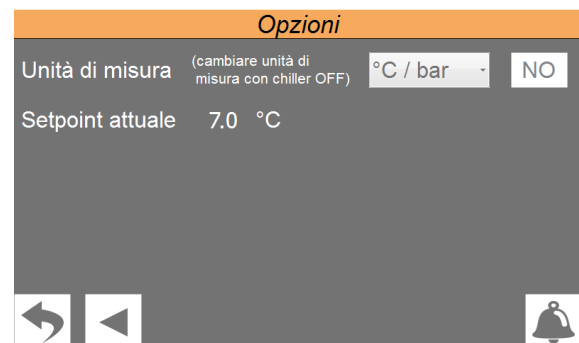 Opzioni
Unità di misura (cambiare unità di misura con chiller OFF) °C / bar NO
Setpoint attuale 7.0 °C